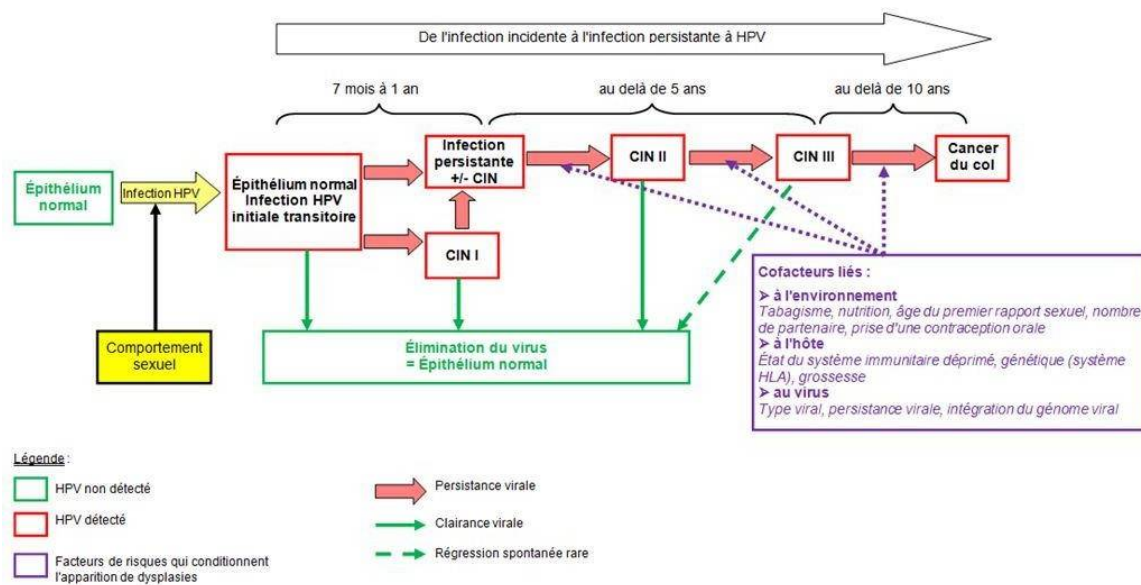 De l'infection incidente à l'infection persistante à HPV
7 mois à 1 an
au delà de 5 ans
au delà de 10 ans
Épithélium
normal
Infection HPV
Épithélium normal
Infection HPV
initiale transitoire
Infection
persistante
+/- CIN
CIN I
CIN II
CIN III
Cancer
du col
Comportement
sexuel
Élimination du virus
= Épithélium normal
Cofacteurs liés :
➢ à l'environnement
Tabagisme, nutrition, âge du premier rapport sexuel, nombre
de partenaire, prise d'une contraception orale
➢ à l'hôte
État du système immunitaire déprimé, génétique (système
HLA), grossesse
➢ au virus
Type viral, persistance virale, intégration du génome viral
Légende :
HPV non détecté
HPV détecté
Facteurs de risques qui conditionnent
l'apparition de dysplasies
Persistance virale
Clairance virale
Régression spontanée rare